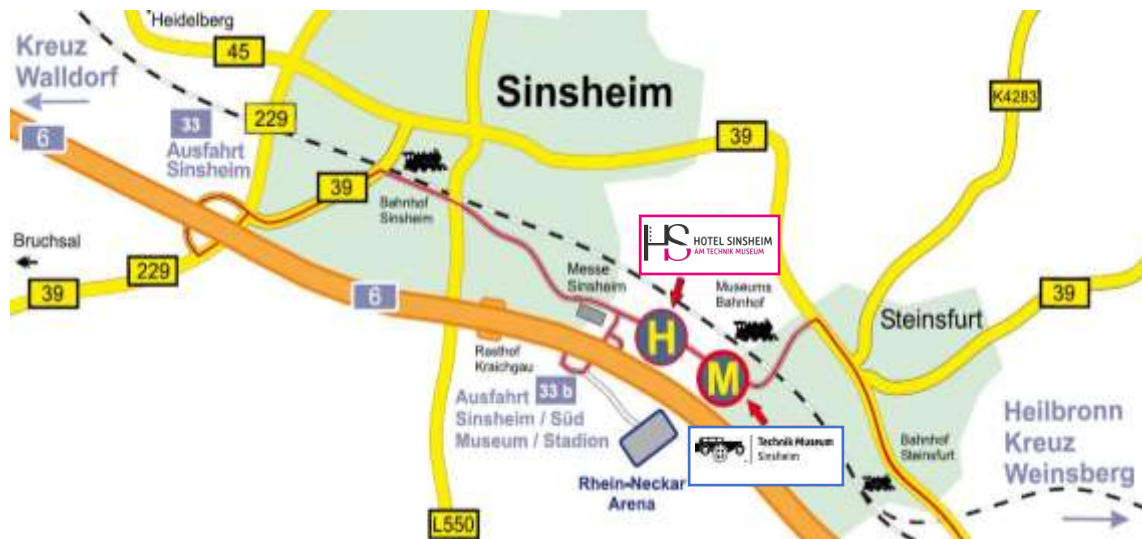 Heidelberg
Kreuz
Walldorf
45
Sinsheim
K4283
33
229
6
Ausfahrt
Sinsheim
39
39
Bahnhof
Sinsheim
HS HOTEL SINSHEIM
AM TECHNIK MUSEUM
Bruchsal
229
39
6
Messe
Sinsheim
Museums
Bahnhof
39
Steinsfurt
H
M
Rasthof
Kraichgau
Ausfahrt 33 b
Sinsheim / Süd
Museum / Stadion
Technik Museum
Sinsheim
Bahnhof
Steinsfurt
Heilbronn
Kreuz
Weinsberg
Rhein-Neckar
Arena
L550